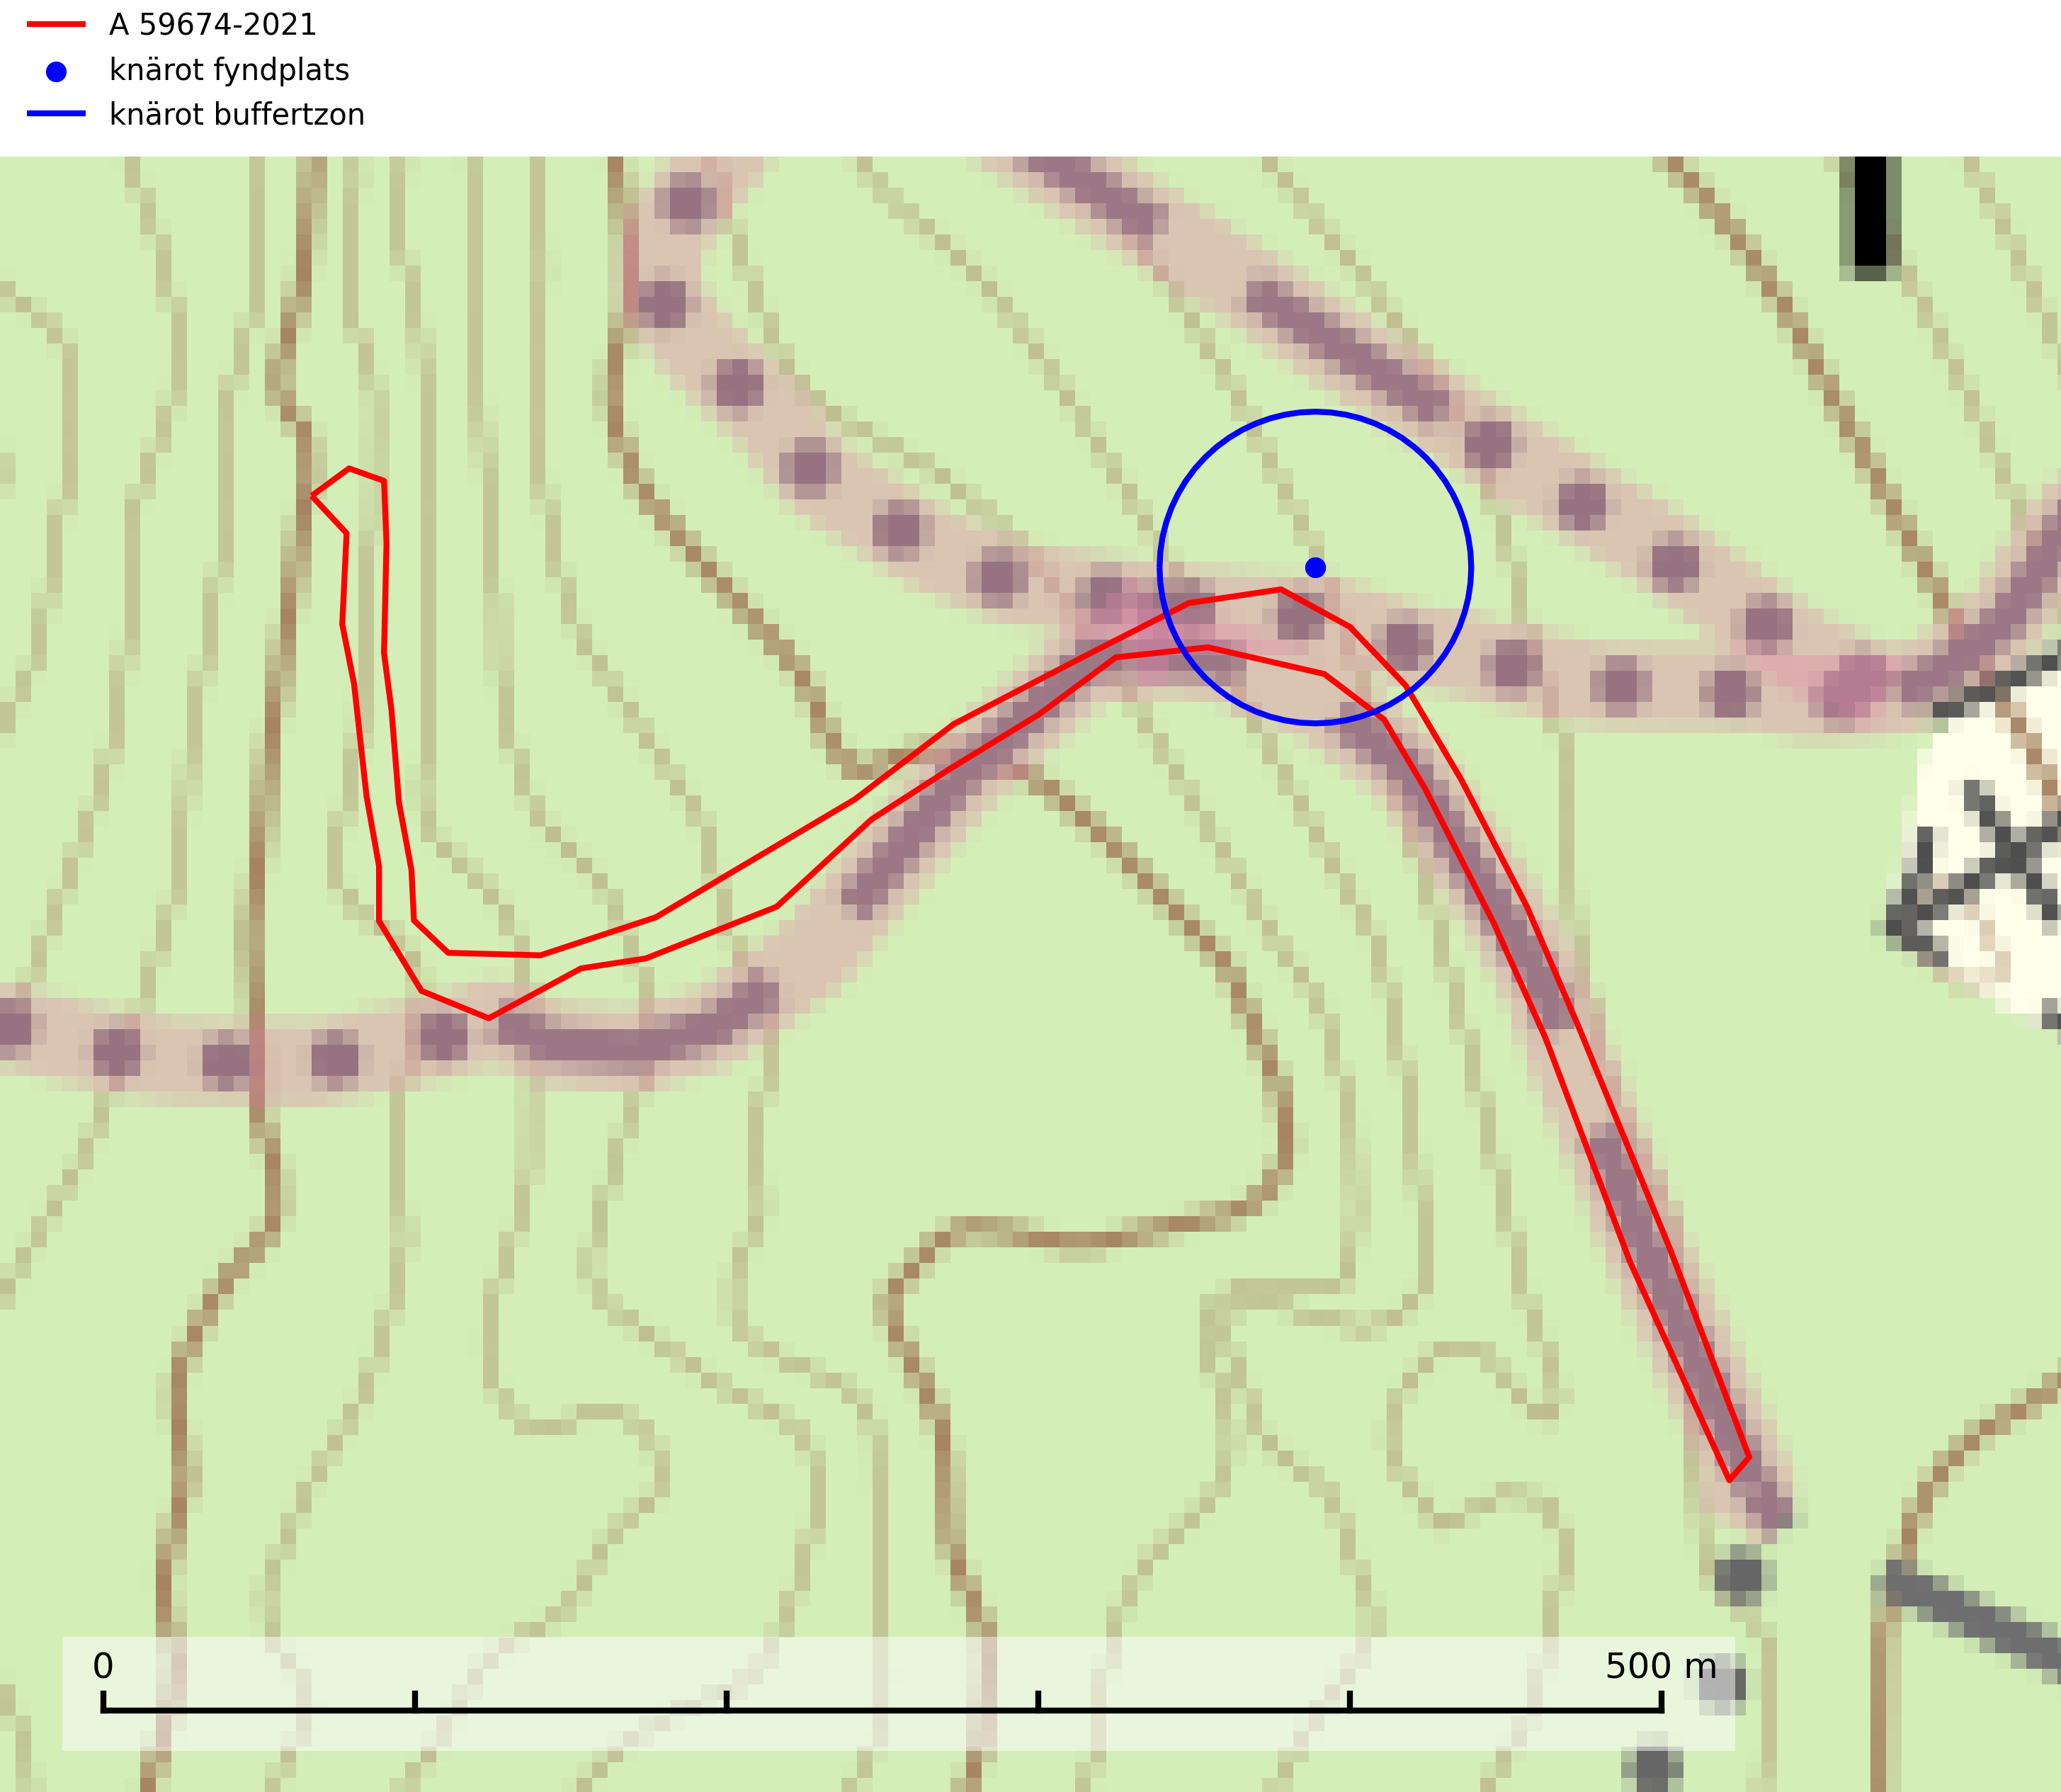 A 59674-2021
knärot fyndplats
knärot buffertzon
0 500 m